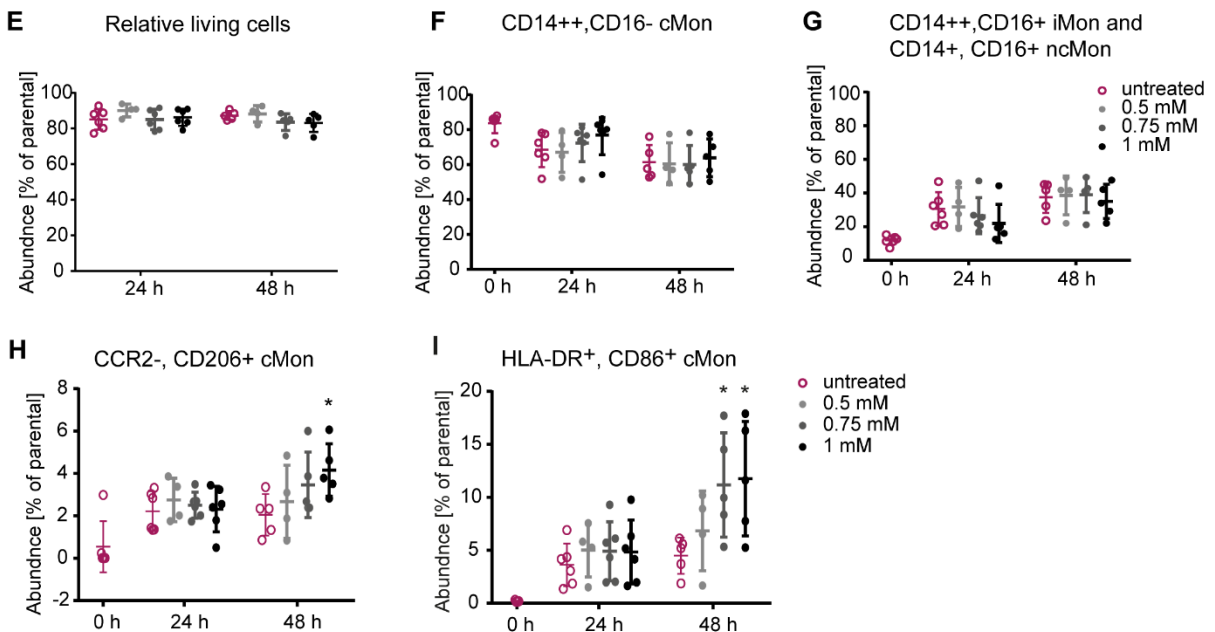 E
Relative living cells
Abundnce [% of parental]
100
80
60
40
20
0
24 h
48 h
F
CD14++,CD16- cMon
Abundnce [% of parental]
100
80
60
40
20
0
0 h
24 h
48 h
G
CD14++,CD16+ iMon and
CD14+, CD16+ ncMon
Abundnce [% of parental]
100
80
60
40
20
0
0 h
24 h
48 h
untreated
0.5 mM
0.75 mM
1 mM
H
CCR2-, CD206+ cMon
Abundnce [% of parental]
8
6
4
2
0
-2
0 h
24 h
48 h
*
I
HLA-DR+, CD86+ cMon
Abundnce [% of parental]
20
15
10
5
0
0 h
24 h
48 h
* *
untreated
0.5 mM
0.75 mM
1 mM